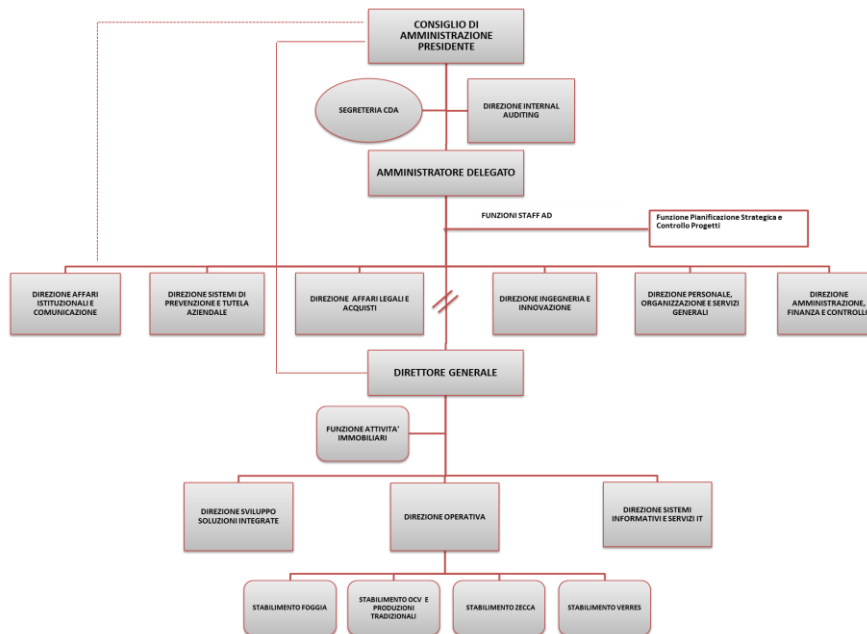 CONSIGLIO DI
AMMINISTRAZIONE
PRESIDENTE
SEGRETERIA CDA
DIREZIONE INTERNAL
AUDITING
AMMINISTRATORE DELEGATO
FUNZIONI STAFF AD
Funzione Pianificazione Strategica e
Controllo Progetti
DIREZIONE AFFARI
ISTITUZIONALI E
COMUNICAZIONE
DIREZIONE SISTEMI DI
PREVENZIONE E TUTELA
AZIENDALE
DIREZIONE AFFARI LEGALI E
ACQUISTI
DIREZIONE INGEGNERIA E
INNOVAZIONE
DIREZIONE PERSONALE,
ORGANIZZAZIONE E SERVIZI
GENERALI
DIREZIONE
AMMINISTRAZIONE,
FINANZA E CONTROLLO
DIRETTORE GENERALE
FUNZIONE ATTIVITA'
IMMOBILIARI
DIREZIONE SVILUPPO
SOLUZIONI INTEGRATE
DIREZIONE OPERATIVA
DIREZIONE SISTEMI
INFORMATIVI E SERVIZI IT
STABILIMENTO FOGGIA
STABILIMENTO OCV E
PRODUZIONI
TRADIZIONALI
STABILIMENTO ZECCA
STABILIMENTO VERRES